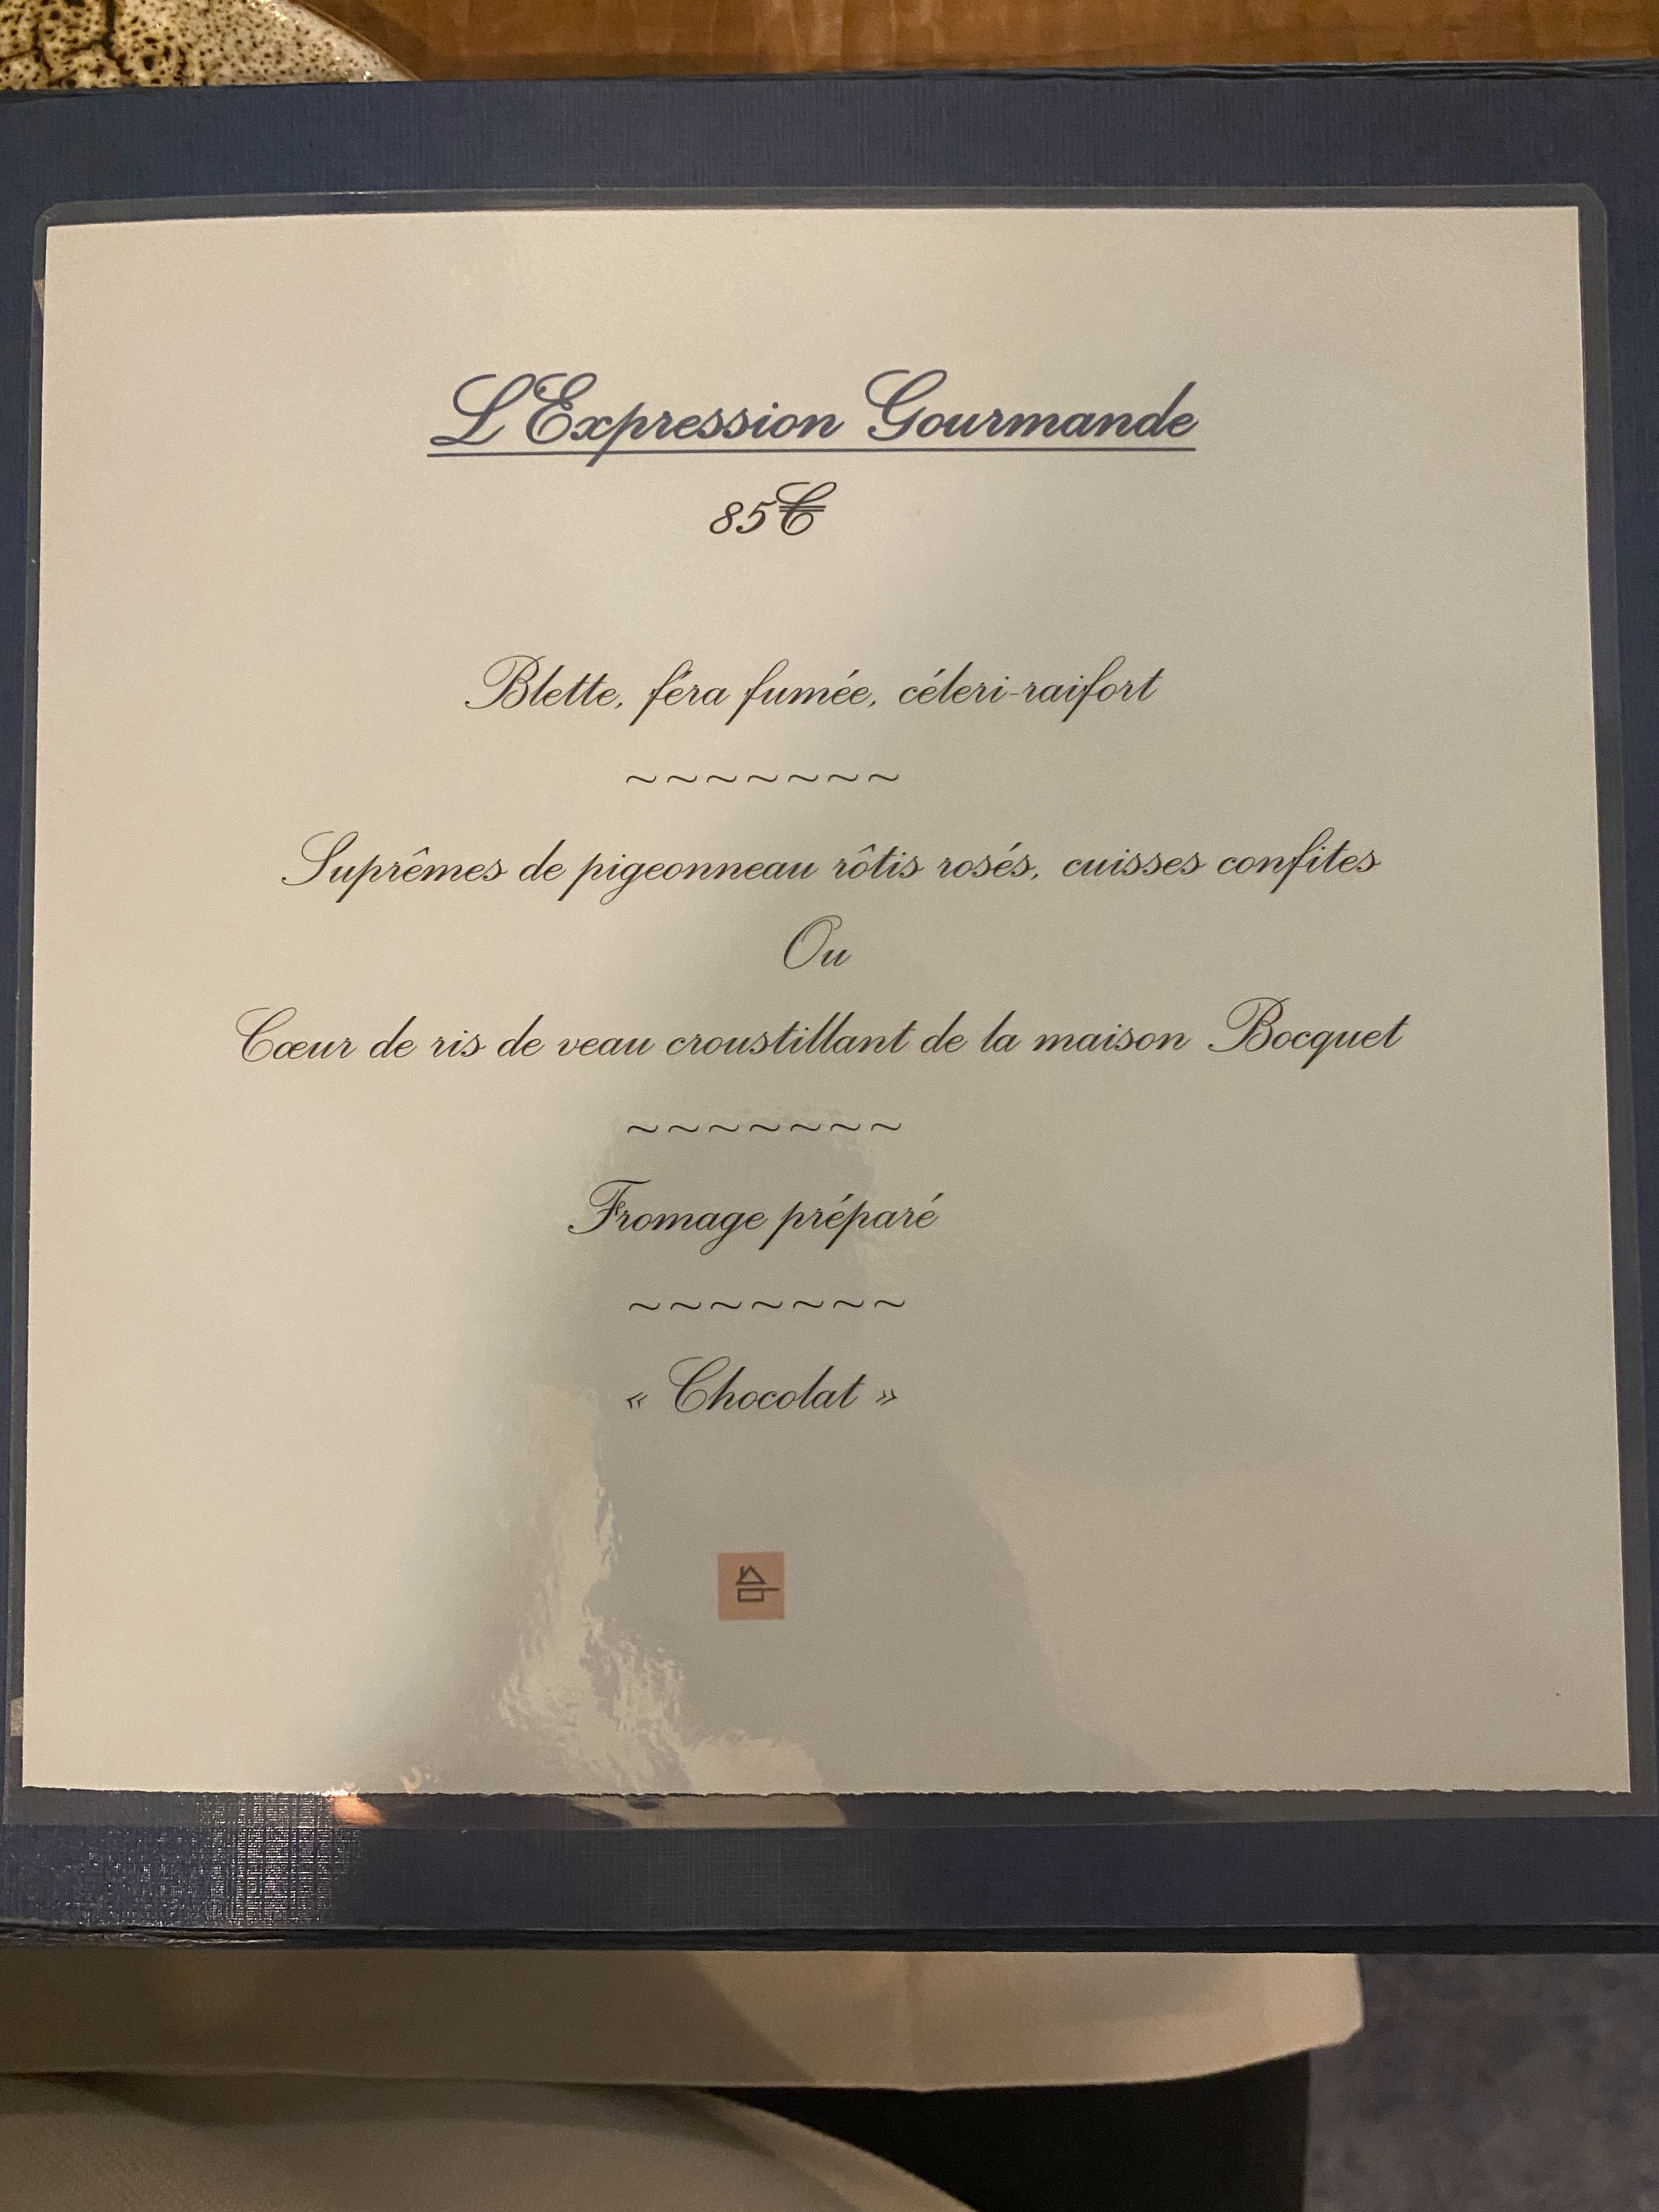 L'Expression Gourmande
85€
Blette, féra fumée, céleri-raifort
~~~~~~~
Suprêmes de pigeonneau rôtis rosés, cuisses confites
Ou
Cœur de ris de veau croustillant de la maison Bocquet
~~~~~~~
Fromage préparé
~~~~~~~
« Chocolat »